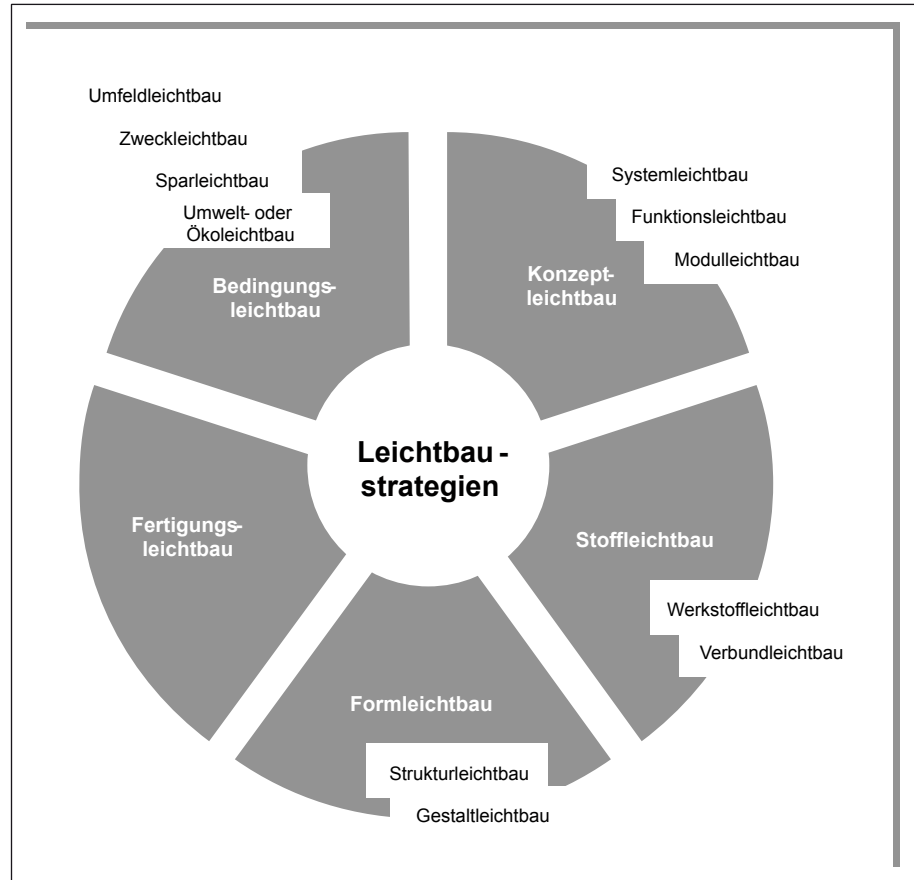 Umfeldleichtbau
Zweckleichtbau
Sparleichtbau
Umwelt- oder
Ökoleichtbau
Bedingungs-
leichtbau
Systemleichtbau
Funktionsleichtbau
Modulleichtbau
Konzept-
leichtbau
Leichtbau -
strategien
Fertigungs-
leichtbau
Stoffleichtbau
Werkstoffleichtbau
Verbundleichtbau
Formleichtbau
Strukturleichtbau
Gestaltleichtbau